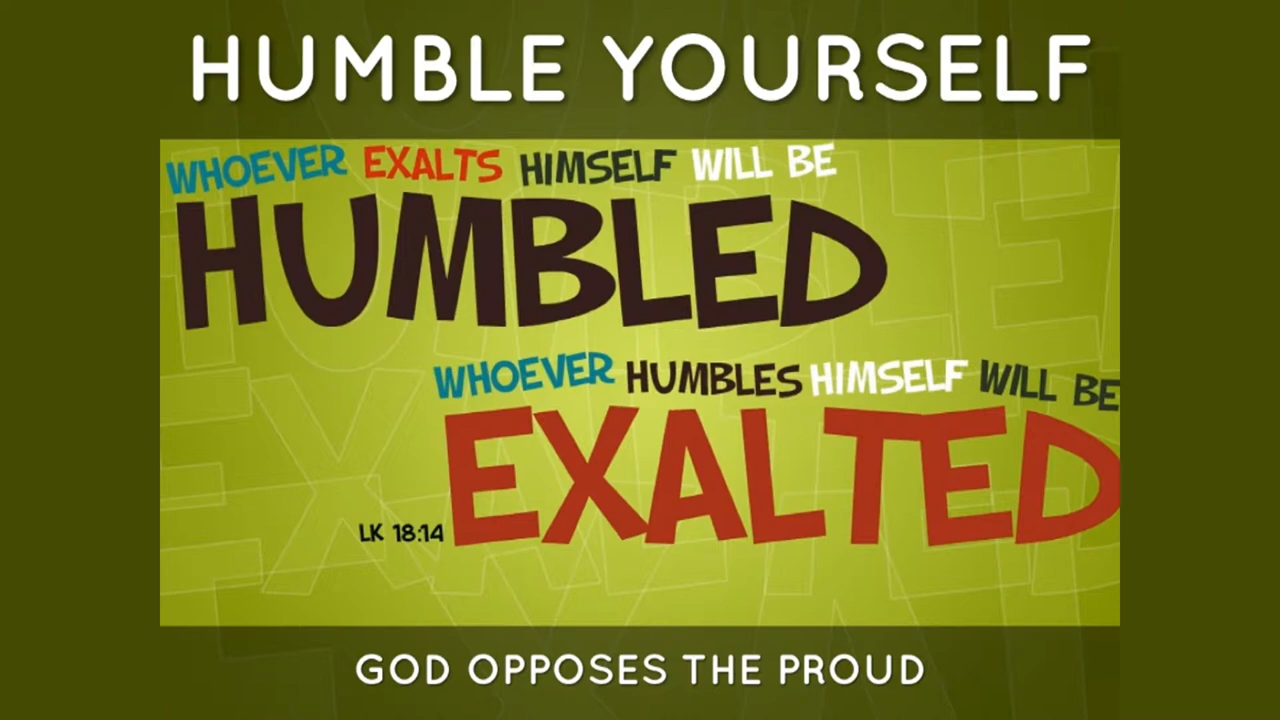 HUMBLE YOURSELF
WHOEVER EXALTS HIMSELF WILL BE
HUMBLED
WHOEVER HUMBLES HIMSELF WILL BE
EXALTED
LK 18:14
GOD OPPOSES THE PROUD